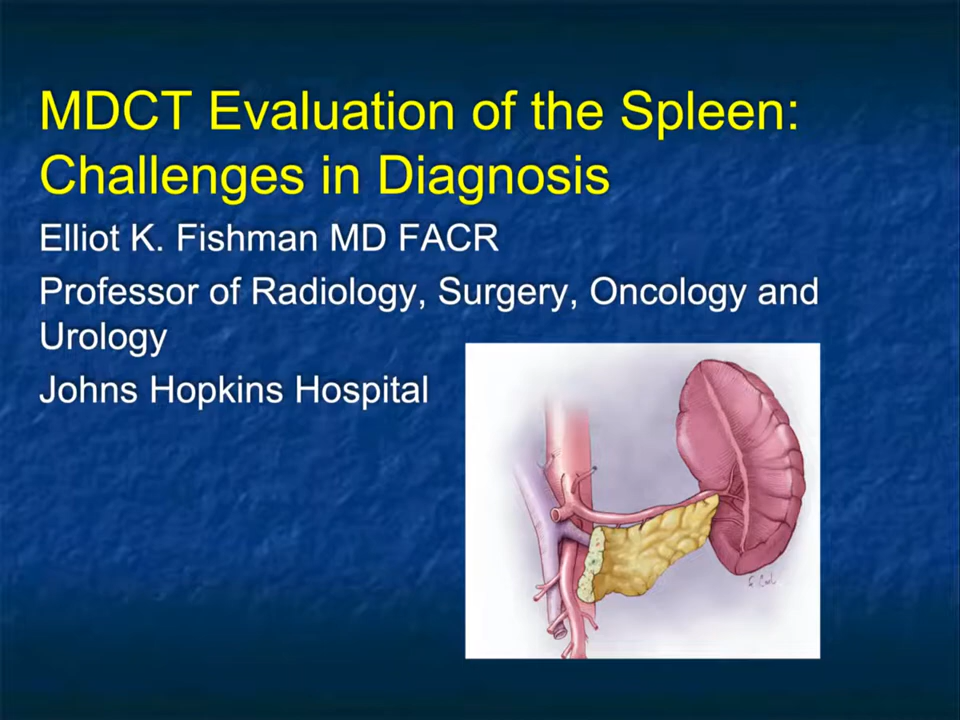 MDCT Evaluation of the Spleen:
Challenges in Diagnosis
Elliot K. Fishman MD FACR
Professor of Radiology, Surgery, Oncology and
Urology
Johns Hopkins Hospital